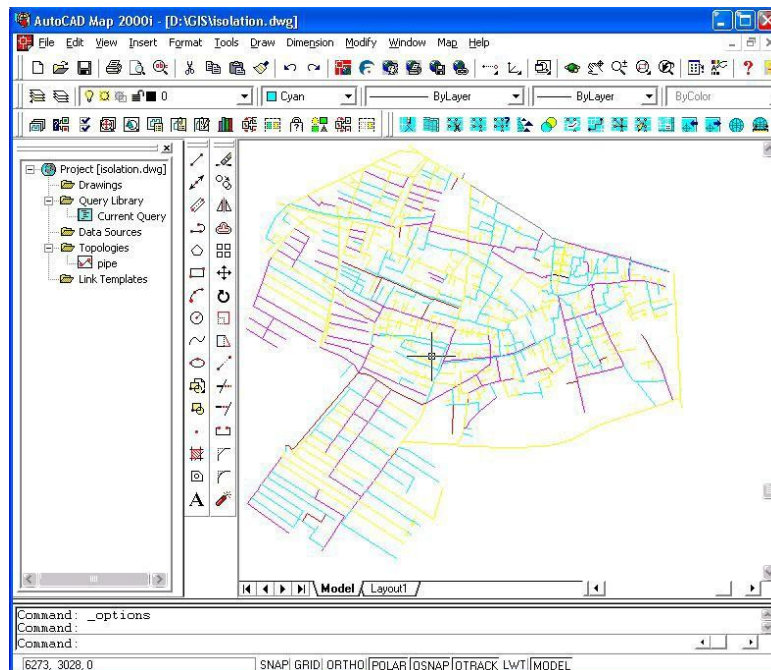 AutoCAD Map 2000i - [D:\GIS\isolation.dwg]
File Edit View Insert Format Tools Draw Dimension Modify Window Map Help
0 Cyan ByLayer ByLayer ByColor
Project [isolation.dwg]
Drawings
Query Library
Current Query
Data Sources
Topologies
pipe
Link Templates
A
Model Layout1
Command: _options
Command:
Command:
6273, 3028, 0 SNAP GRID ORTHO POLAR OSNAP OTRACK LWT MODEL